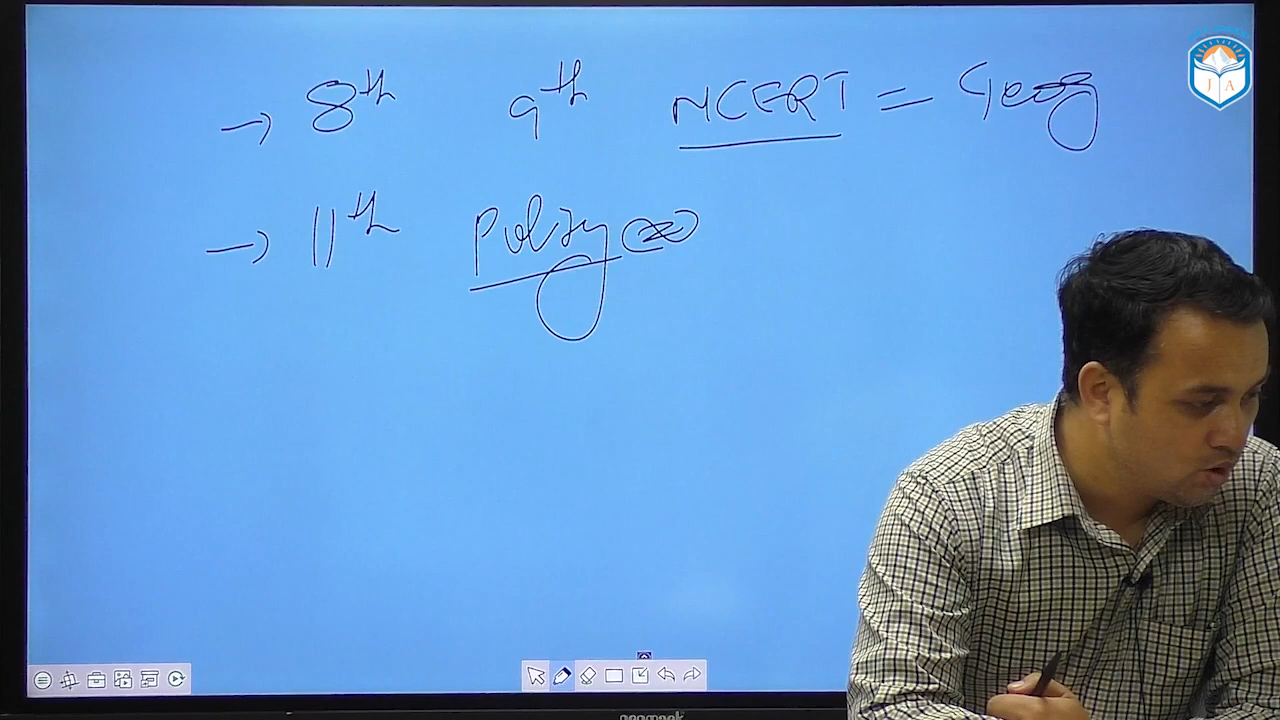 → 8th 9th NCERT = Geog
→ 11th Polity
J A